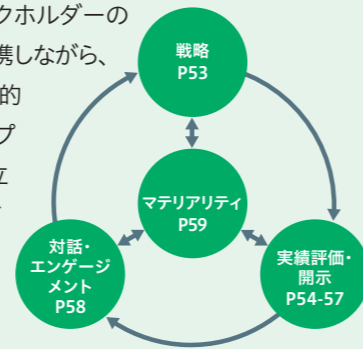 クホルダーの
携しながら、
的
プ
立
戦略
P53
マテリアリティ
P59
対話・
エンゲージ
メント
P58
実績評価・
開示
P54-57